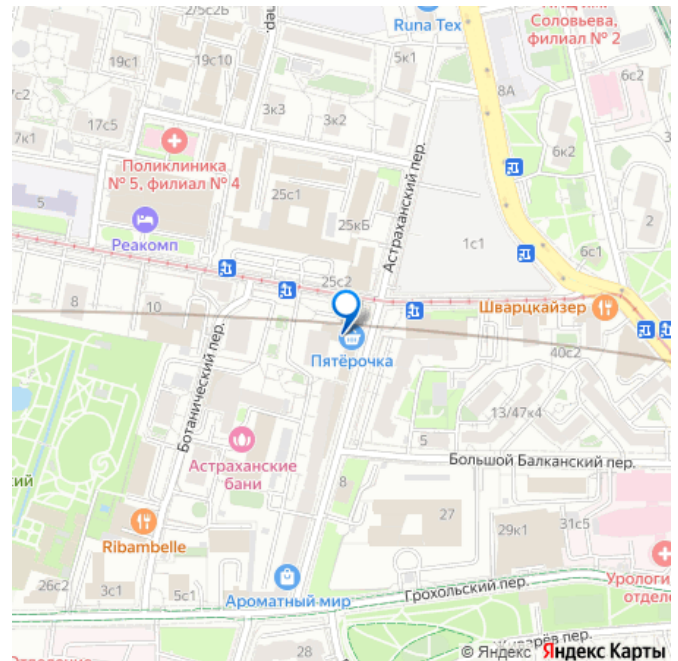 2/5с2Б
пер.
Runa Tex
Соловьева,
филиал № 2
19с1
19с10
5к1
6с2
с2
8А
3к3
3к2
17с5
7к1
6к2
Поликлиника
№ 5, филиал № 4
Астраханский пер.
25с1
5
2
25кБ
Реакомп
1с1
6с1
25с2
8
10
Шварцкайзер
Пятёрочка
40с2
Ботанический пер.
13/47к4
5
Астраханские
бани
Большой Балканский пер.
кий
8
27
Ribambelle
29к1
31с5
26с2
3с1
5с1
Ароматный мир
Грохольский пер.
Урологи
отдел
28
© Яндекс Яндекс Карты